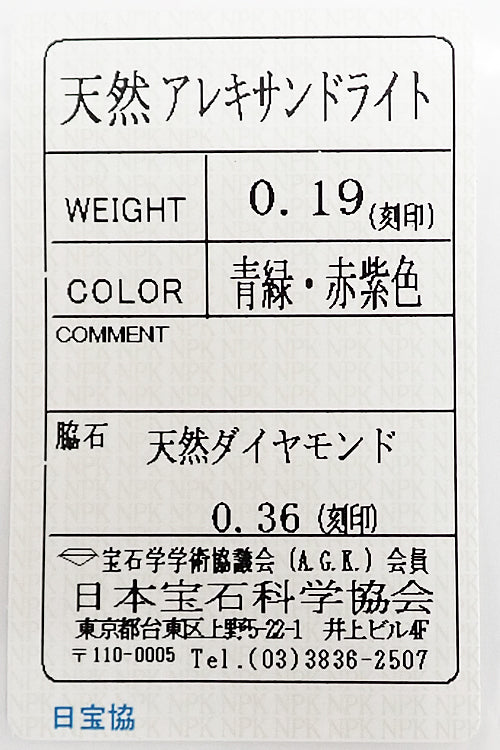 天然アレキサンドライト
WEIGHT 0.19(刻印)
COLOR 青緑・赤紫色
COMMENT
脇石 天然ダイヤモンド
0.36 (刻印)
宝石学学術協議会(A.G.K.)会員
日本宝石科学協会
東京都台東区上野5-22-1 井上ビル4F
〒110-0005 Tel.(03)3836-2507
日宝協